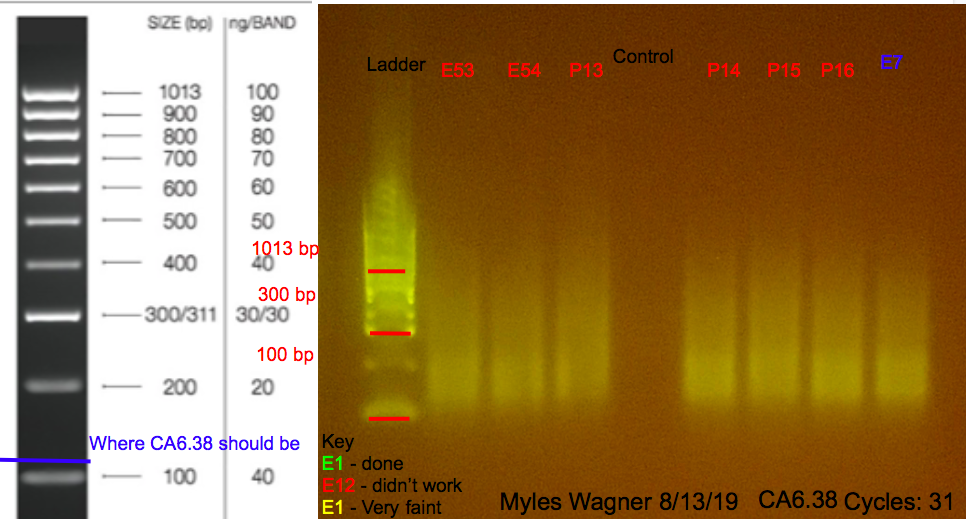 SIZE (bp) ng/BAND
1013 100
900 90
800 80
700 70
600 60
500 50
400 40
300/311 30/30
200 20
Where CA6.38 should be
100 40
Ladder E53 E54 P13 Control P14 P15 P16 E7
1013 bp
300 bp
100 bp
Key
E1 - done
E12 - didn't work
E1 - Very faint
Myles Wagner 8/13/19 CA6.38 Cycles: 31